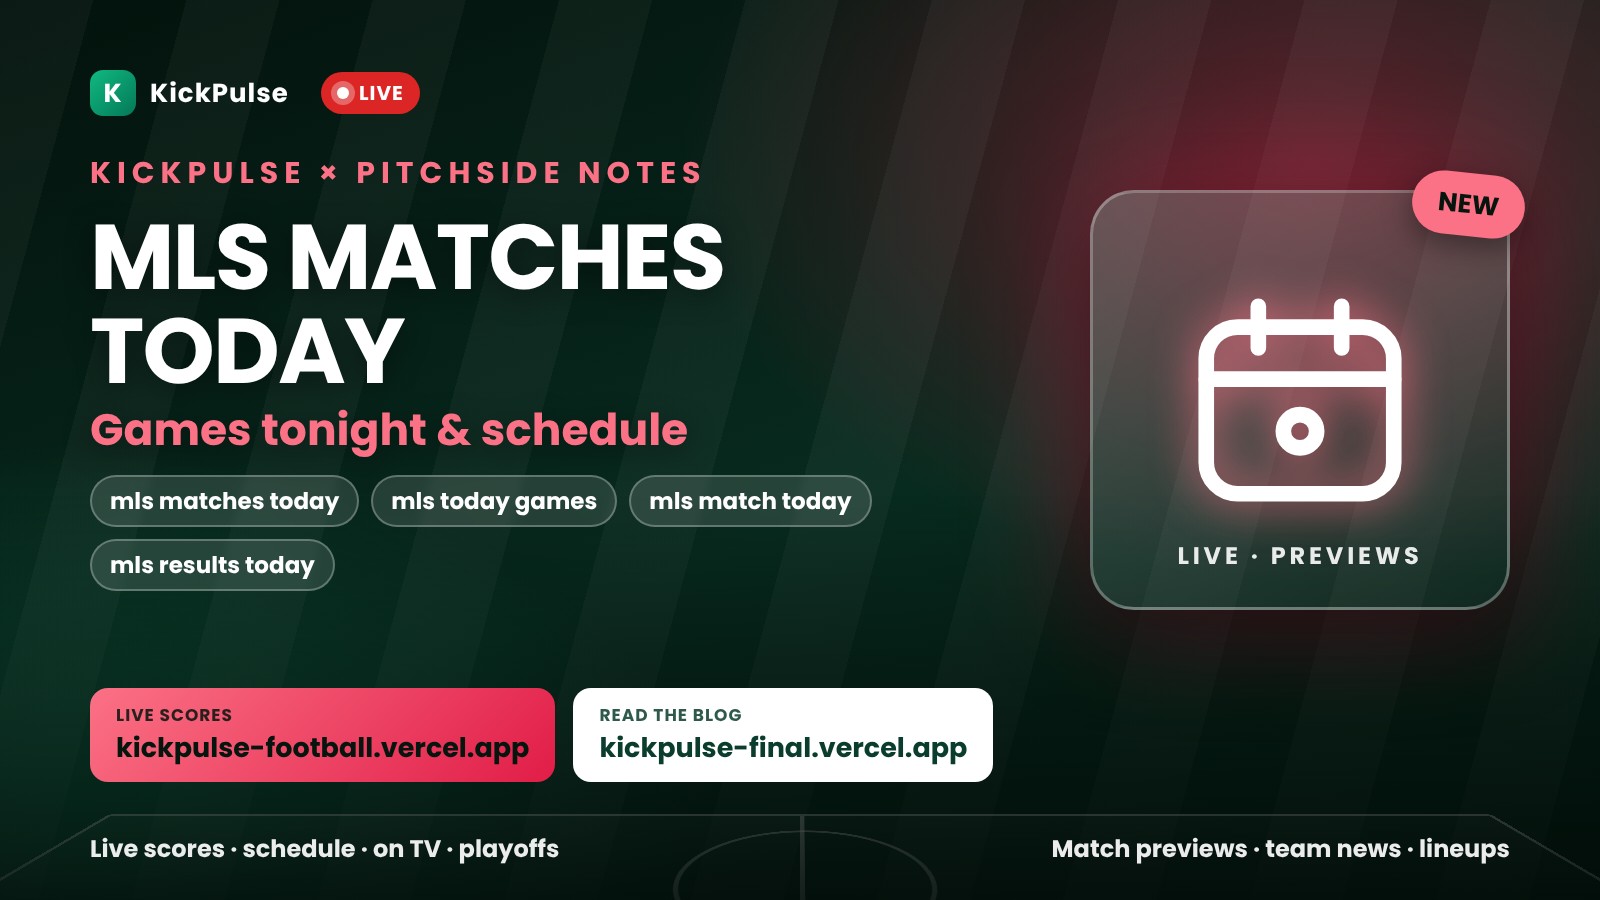 K KickPulse LIVE
KICKPULSE × PITCHSIDE NOTES
MLS MATCHES
TODAY
Games tonight & schedule
mls matches today mls today games mls match today
mls results today
NEW
LIVE · PREVIEWS
LIVE SCORES
kickpulse-football.vercel.app
READ THE BLOG
kickpulse-final.vercel.app
Live scores · schedule · on TV · playoffs
Match previews · team news · lineups